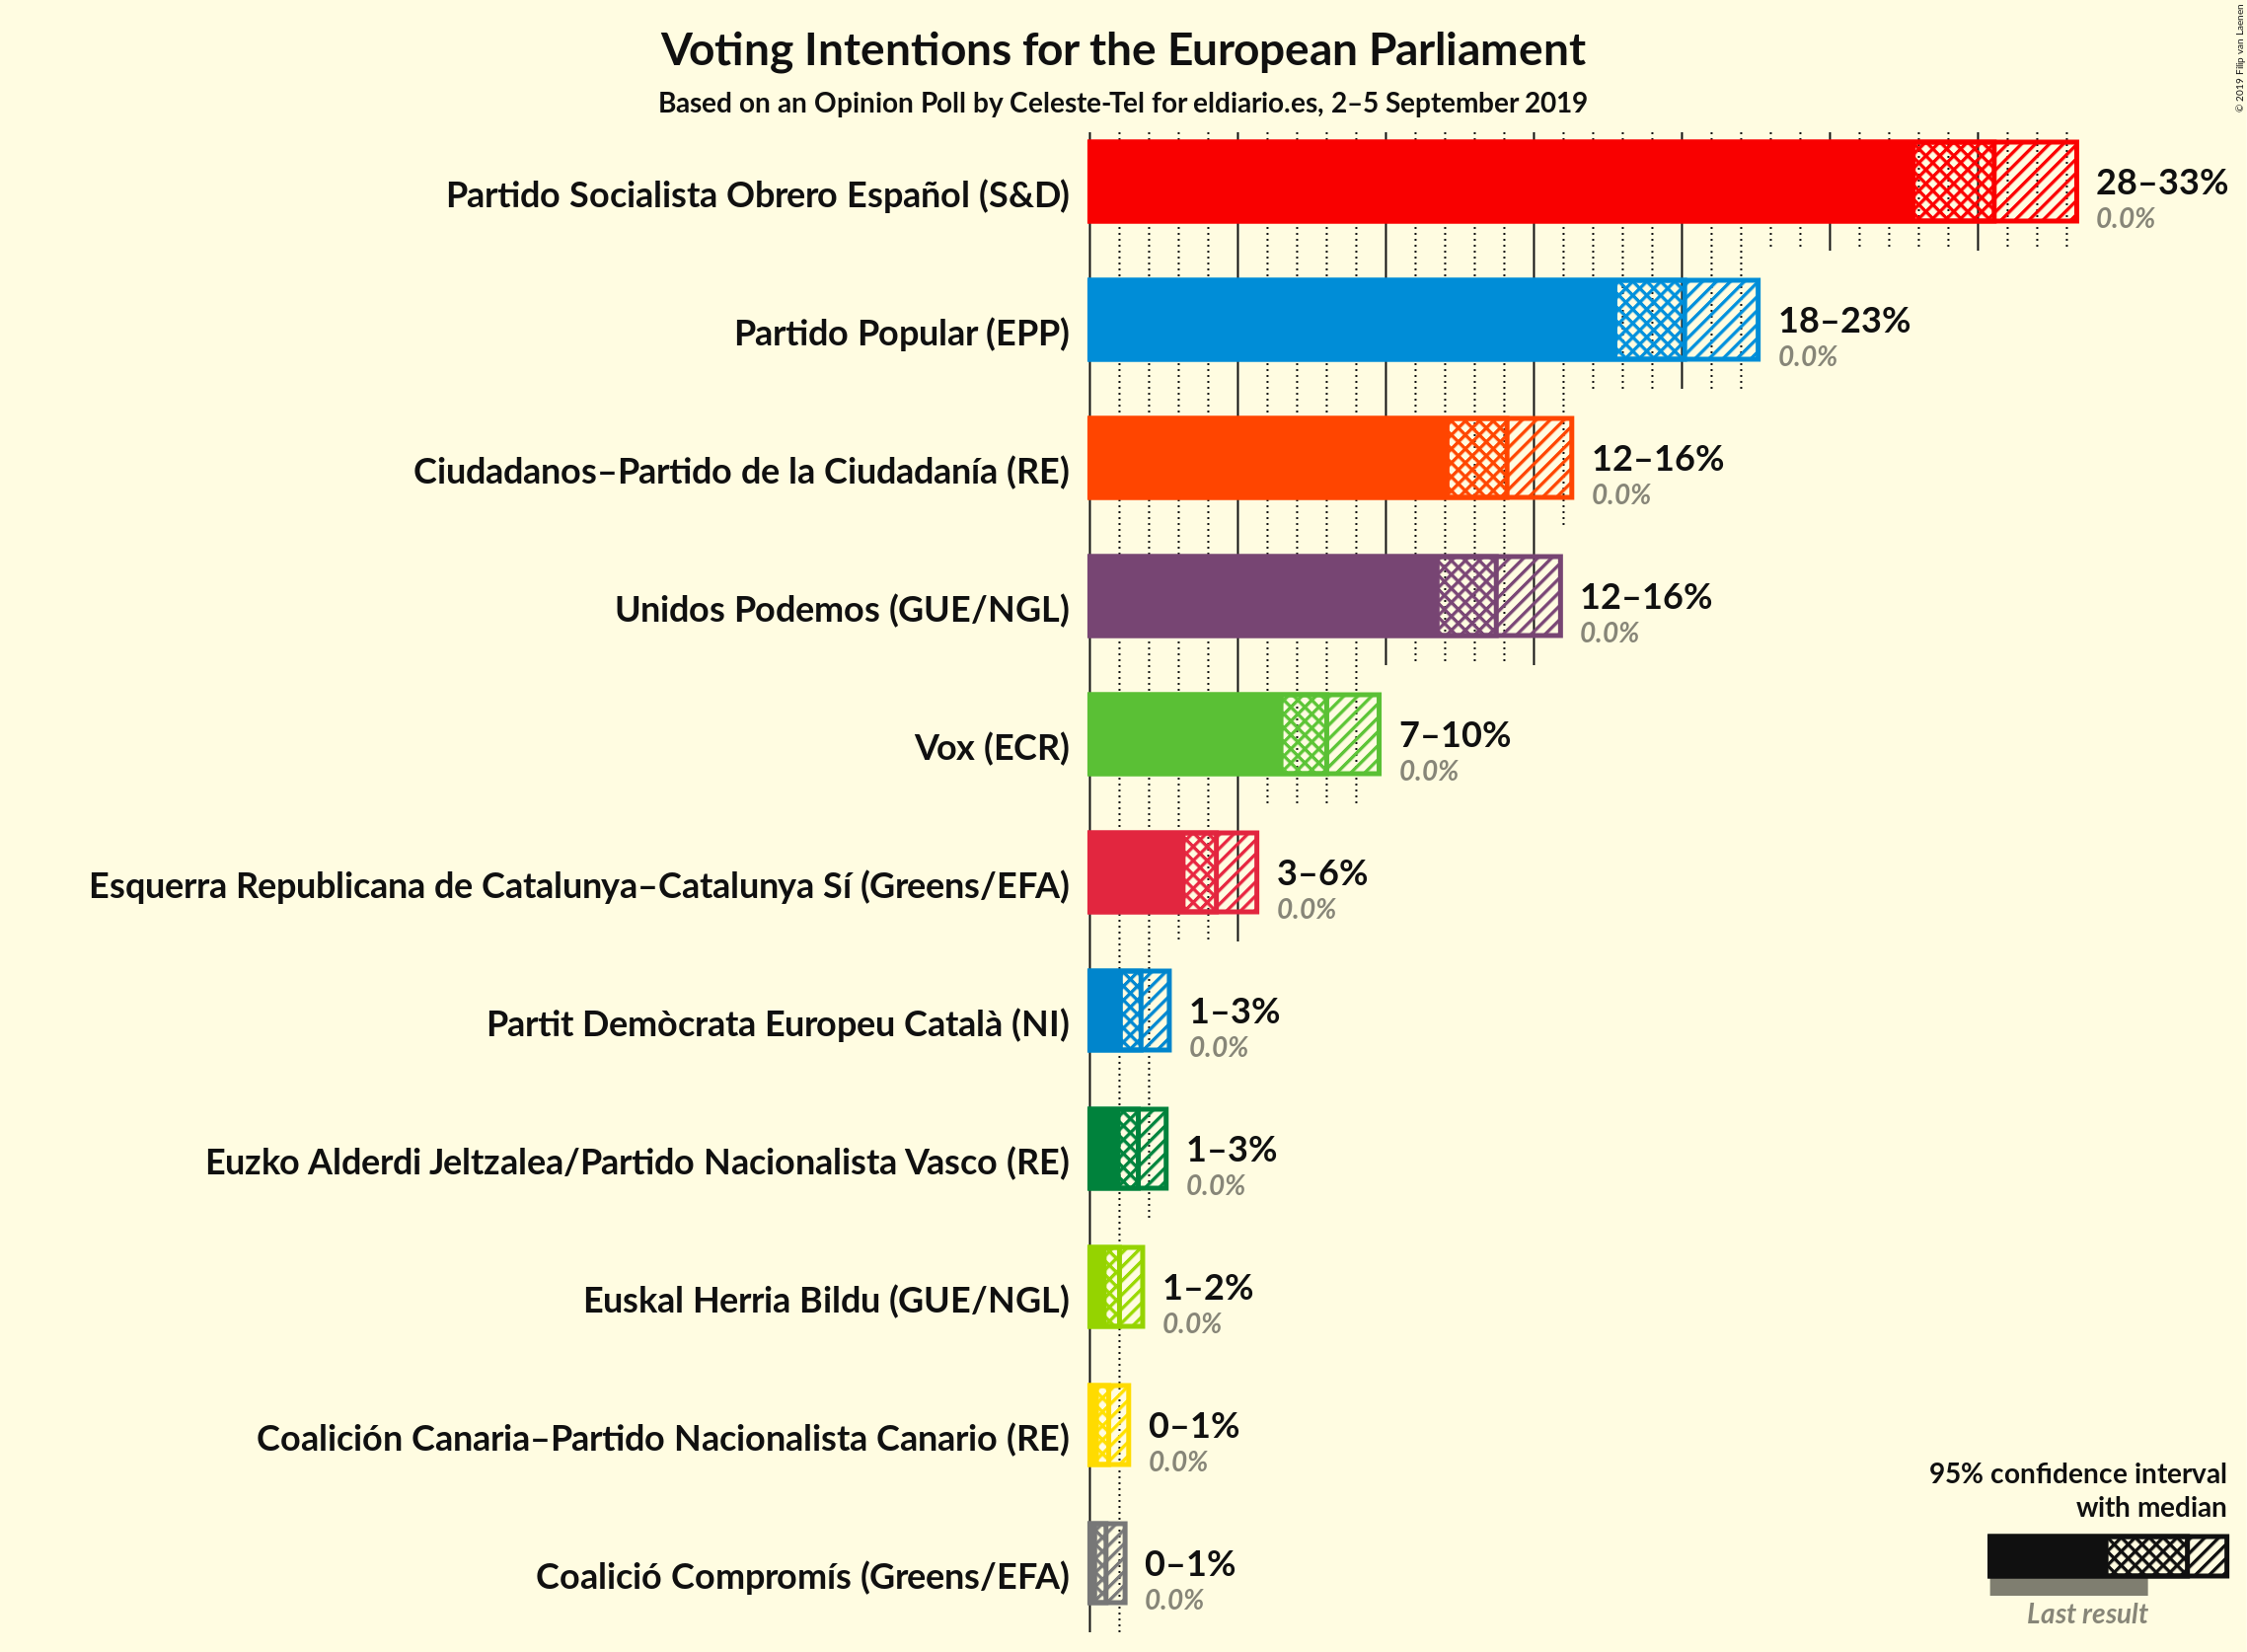 Voting Intentions for the European Parliament
Based on an Opinion Poll by Celeste-Tel for eldiario.es, 2–5 September 2019
© 2019 Filip van Laenen
Partido Socialista Obrero Español (S&D)
28–33%
0.0%
Partido Popular (EPP)
18–23%
0.0%
Ciudadanos–Partido de la Ciudadanía (RE)
12–16%
0.0%
Unidos Podemos (GUE/NGL)
12–16%
0.0%
Vox (ECR)
7–10%
0.0%
Esquerra Republicana de Catalunya–Catalunya Sí (Greens/EFA)
3–6%
0.0%
Partit Demòcrata Europeu Català (NI)
1–3%
0.0%
Euzko Alderdi Jeltzalea/Partido Nacionalista Vasco (RE)
1–3%
0.0%
Euskal Herria Bildu (GUE/NGL)
1–2%
0.0%
Coalición Canaria–Partido Nacionalista Canario (RE)
0–1%
0.0%
Coalició Compromís (Greens/EFA)
0–1%
0.0%
95% confidence interval
with median
Last result